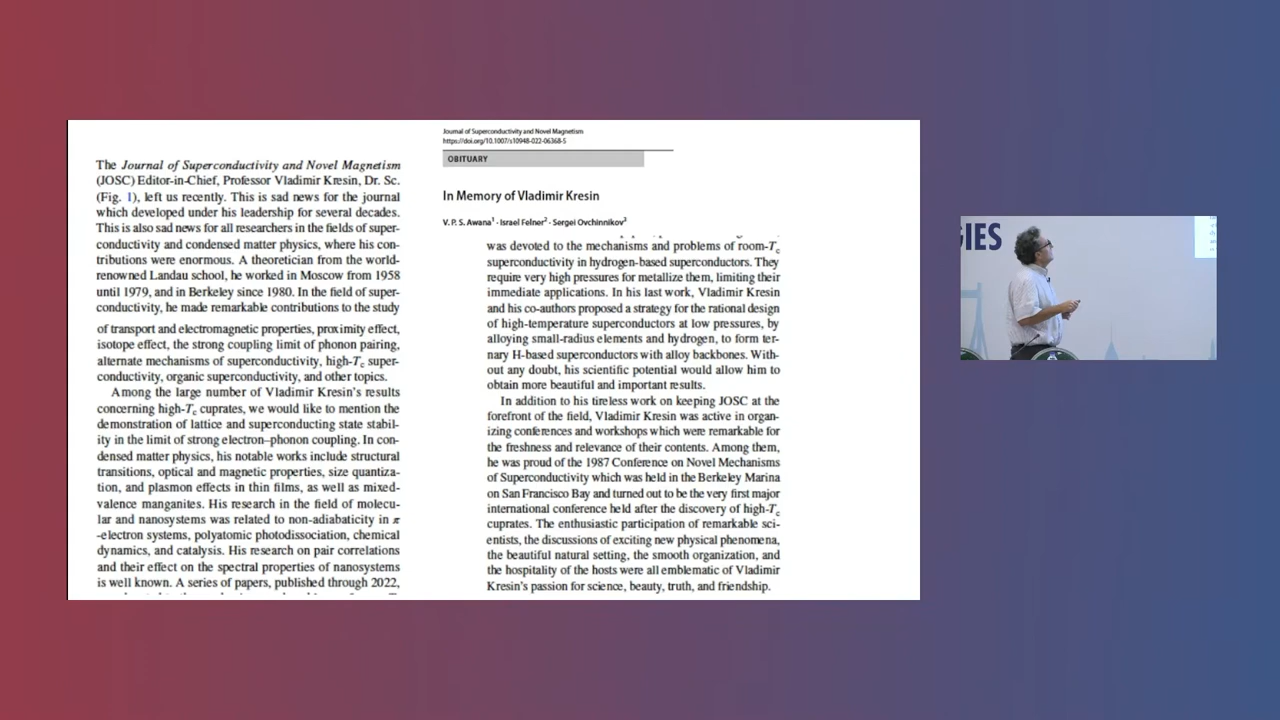 The Journal of Superconductivity and Novel Magnetism
(JOSC) Editor-in-Chief, Professor Vladimir Kresin, Dr. Sc.
(Fig. 1), left us recently. This is sad news for the journal
which developed under his leadership for several decades.
This is also sad news for all researchers in the fields of super-
conductivity and condensed matter physics, where his con-
tributions were enormous. A theoretician from the world-
renowned Landau school, he worked in Moscow from 1958
until 1979, and in Berkeley since 1980. In the field of super-
conductivity, he made remarkable contributions to the study
of transport and electromagnetic properties, proximity effect,
isotope effect, the strong coupling limit of phonon pairing,
alternate mechanisms of superconductivity, high-Tc super-
conductivity, organic superconductivity, and other topics.
Among the large number of Vladimir Kresin's results
concerning high-Tc cuprates, we would like to mention the
demonstration of lattice and superconducting state stabil-
ity in the limit of strong electron–phonon coupling. In con-
densed matter physics, his notable works include structural
transitions, optical and magnetic properties, size quantiza-
tion, and plasmon effects in thin films, as well as mixed-
valence manganites. His research in the field of molecu-
lar and nanosystems was related to non-adiabaticity in π
-electron systems, polyatomic photodissociation, chemical
dynamics, and catalysis. His research on pair correlations
and their effect on the spectral properties of nanosystems
is well known. A series of papers, published through 2022,
Journal of Superconductivity and Novel Magnetism
https://doi.org/10.1007/s10948-022-06368-5
OBITUARY
In Memory of Vladimir Kresin
V. P. S. Awana1 · Israel Felner2 · Sergei Ovchinnikov3
was devoted to the mechanisms and problems of room-Tc
superconductivity in hydrogen-based superconductors. They
require very high pressures for metallize them, limiting their
immediate applications. In his last work, Vladimir Kresin
and his co-authors proposed a strategy for the rational design
of high-temperature superconductors at low pressures, by
alloying small-radius elements and hydrogen, to form ter-
nary H-based superconductors with alloy backbones. With-
out any doubt, his scientific potential would allow him to
obtain more beautiful and important results.
In addition to his tireless work on keeping JOSC at the
forefront of the field, Vladimir Kresin was active in organ-
izing conferences and workshops which were remarkable for
the freshness and relevance of their contents. Among them,
he was proud of the 1987 Conference on Novel Mechanisms
of Superconductivity which was held in the Berkeley Marina
on San Francisco Bay and turned out to be the very first major
international conference held after the discovery of high-Tc
cuprates. The enthusiastic participation of remarkable sci-
entists, the discussions of exciting new physical phenomena,
the beautiful natural setting, the smooth organization, and
the hospitality of the hosts were all emblematic of Vladimir
Kresin's passion for science, beauty, truth, and friendship.
GIES